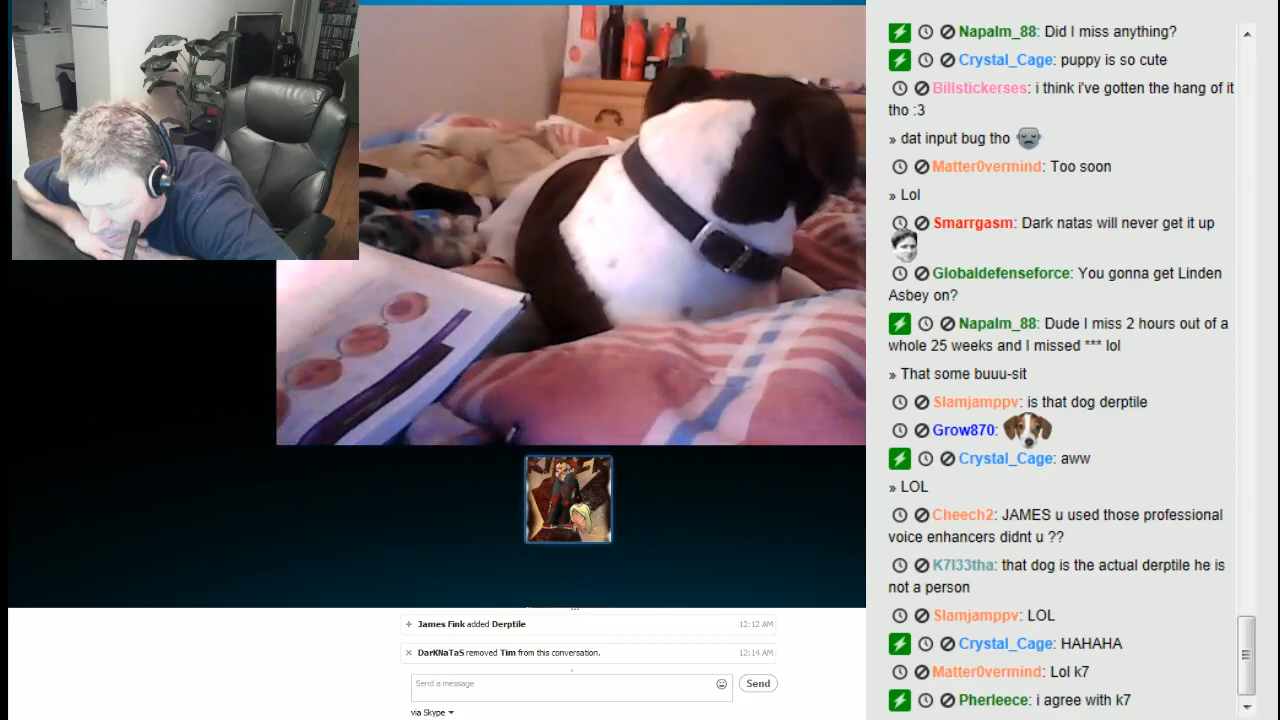 Napalm_88: Did I miss anything?
Crystal_Cage: puppy is so cute
Billstickerses: i think i've gotten the hang of it
tho :3
» dat input bug tho
Matter0vermind: Too soon
» Lol
Smarrgasm: Dark natas will never get it up
Globaldefenseforce: You gonna get Linden
Asbey on?
Napalm_88: Dude I miss 2 hours out of a
whole 25 weeks and I missed *** lol
» That some buuu-sit
Slamjamppv: is that dog derptile
Grow870:
Crystal_Cage: aww
» LOL
Cheech2: JAMES u used those professional
voice enhancers didnt u ??
K7l33tha: that dog is the actual derptile he is
not a person
Slamjamppv: LOL
Crystal_Cage: HAHAHA
Matter0vermind: Lol k7
Pherleece: i agree with k7
James Fink added Derptile 12:12 AM
DarKNaTaS removed Tim from this conversation. 12:14 AM
Send a message
Send
via Skype